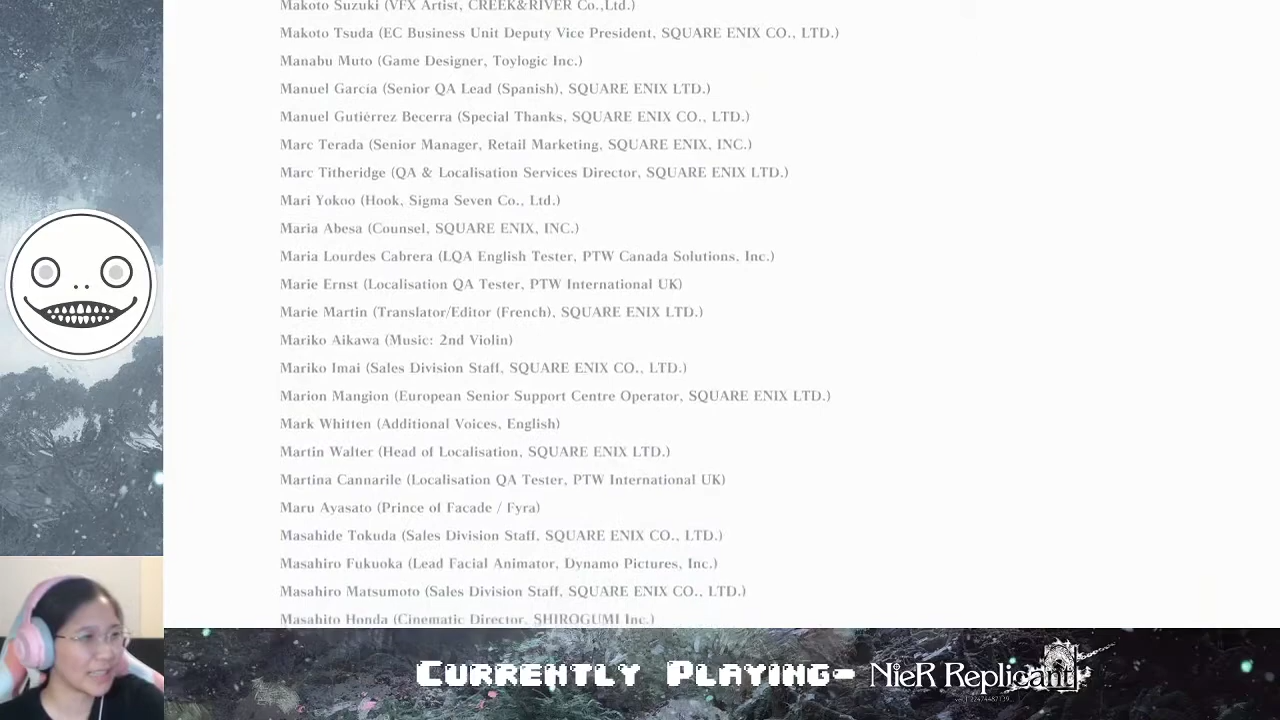 Makoto Suzuki (VFX Artist, CREEK&RIVER Co.,Ltd.)
Makoto Tsuda (EC Business Unit Deputy Vice President, SQUARE ENIX CO., LTD.)
Manabu Muto (Game Designer, Toylogic Inc.)
Manuel García (Senior QA Lead (Spanish), SQUARE ENIX LTD.)
Manuel Gutiérrez Becerra (Special Thanks, SQUARE ENIX CO., LTD.)
Marc Terada (Senior Manager, Retail Marketing, SQUARE ENIX, INC.)
Marc Titheridge (QA & Localisation Services Director, SQUARE ENIX LTD.)
Mari Yokoo (Hook, Sigma Seven Co., Ltd.)
Maria Abesa (Counsel, SQUARE ENIX, INC.)
Maria Lourdes Cabrera (LQA English Tester, PTW Canada Solutions, Inc.)
Marie Ernst (Localisation QA Tester, PTW International UK)
Marie Martin (Translator/Editor (French), SQUARE ENIX LTD.)
Mariko Aikawa (Music: 2nd Violin)
Mariko Imai (Sales Division Staff, SQUARE ENIX CO., LTD.)
Marion Mangion (European Senior Support Centre Operator, SQUARE ENIX LTD.)
Mark Whitten (Additional Voices, English)
Martin Walter (Head of Localisation, SQUARE ENIX LTD.)
Martina Cannarile (Localisation QA Tester, PTW International UK)
Maru Ayasato (Prince of Facade / Fyra)
Masahide Tokuda (Sales Division Staff, SQUARE ENIX CO., LTD.)
Masahiro Fukuoka (Lead Facial Animator, Dynamo Pictures, Inc.)
Masahiro Matsumoto (Sales Division Staff, SQUARE ENIX CO., LTD.)
Masahito Honda (Cinematic Director, SHIROGUMI Inc.)
Currently Playing- NieR Replicant